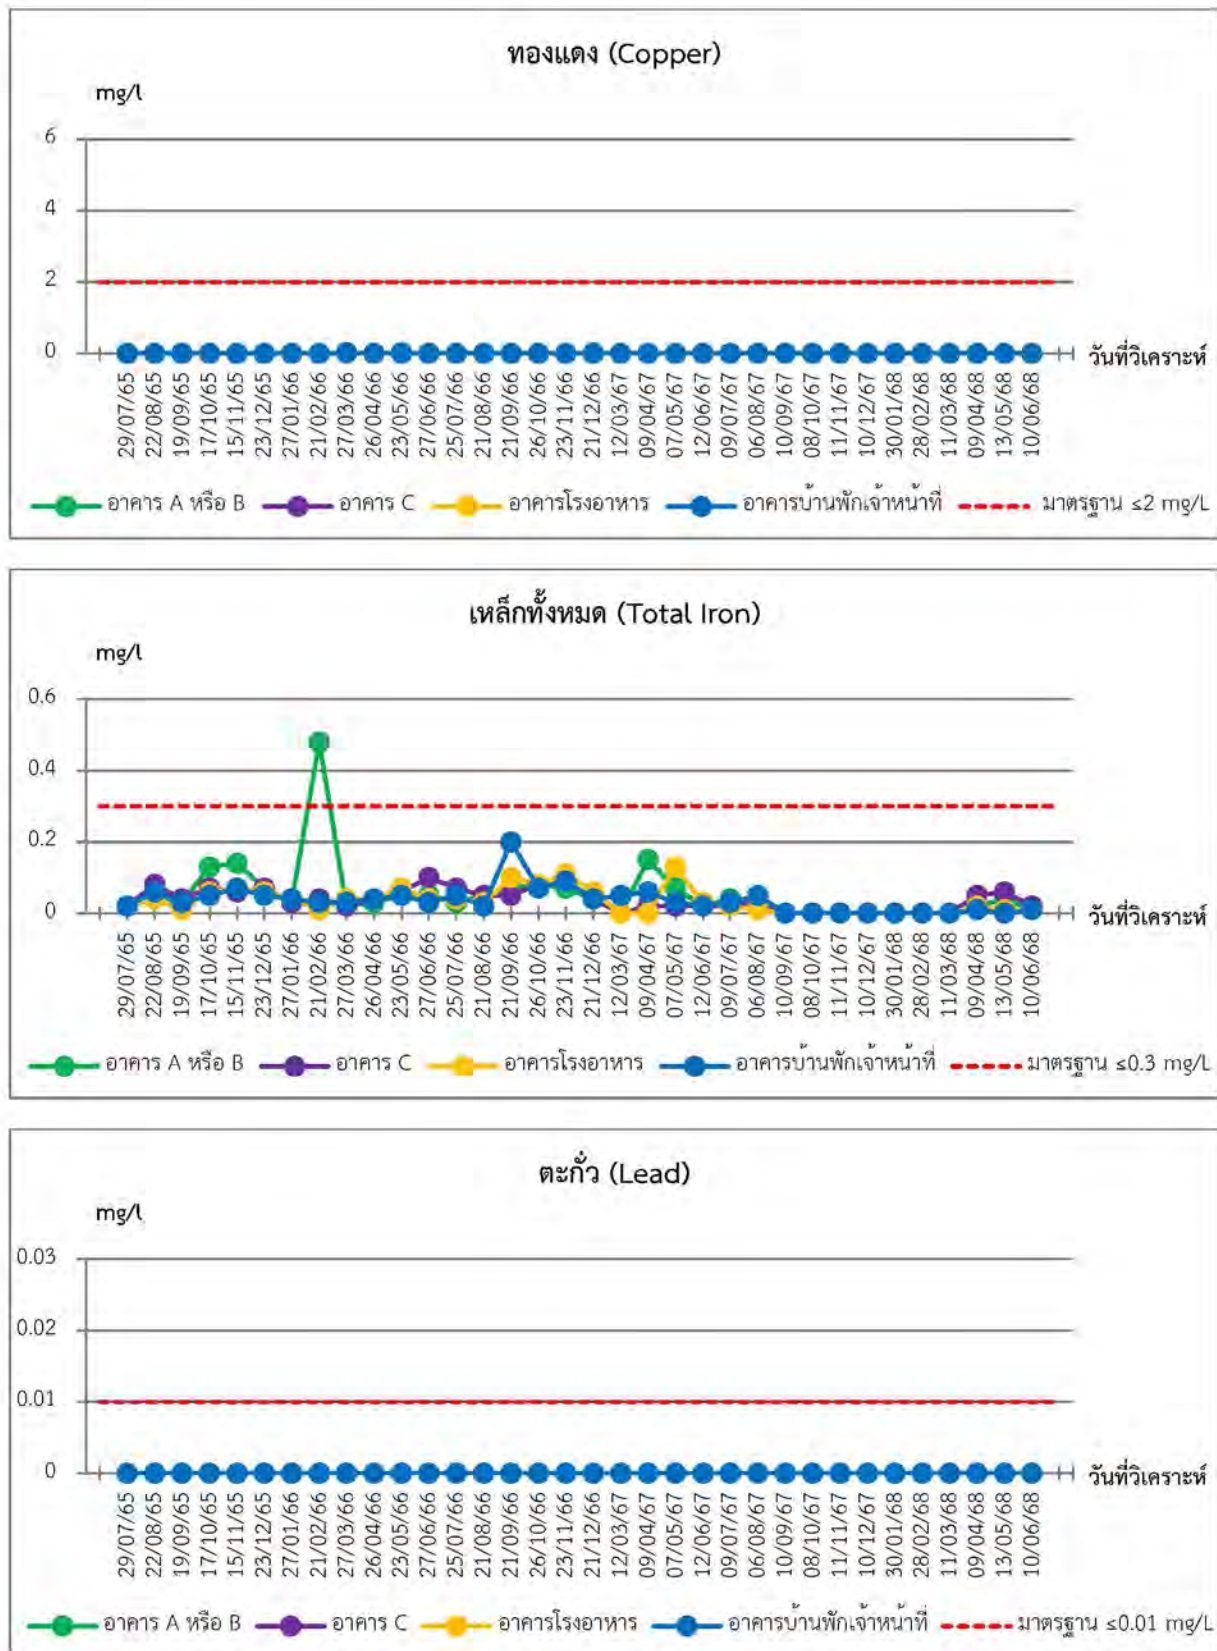 ทองแดง (Copper)
mg/l
6
4
2
0
วันที่วิเคราะห์
29/07/65 22/08/65 19/09/65 17/10/65 15/11/65 23/12/65 27/01/66 21/02/66 27/03/66 26/04/66 23/05/66 27/06/66 25/07/66 21/08/66 21/09/66 26/10/66 23/11/66 21/12/66 12/03/67 09/04/67 07/05/67 12/06/67 09/07/67 06/08/67 10/09/67 08/10/67 11/11/67 10/12/67 30/01/68 28/02/68 11/03/68 09/04/68 13/05/68 10/06/68
อาคาร A หรือ B อาคาร C อาคารโรงอาหาร อาคารบ้านพักเจ้าหน้าที่ มาตรฐาน ≤2 mg/L
เหล็กทั้งหมด (Total Iron)
mg/l
0.6
0.4
0.2
0
วันที่วิเคราะห์
29/07/65 22/08/65 19/09/65 17/10/65 15/11/65 23/12/65 27/01/66 21/02/66 27/03/66 26/04/66 23/05/66 27/06/66 25/07/66 21/08/66 21/09/66 26/10/66 23/11/66 21/12/66 12/03/67 09/04/67 07/05/67 12/06/67 09/07/67 06/08/67 10/09/67 08/10/67 11/11/67 10/12/67 30/01/68 28/02/68 11/03/68 09/04/68 13/05/68 10/06/68
อาคาร A หรือ B อาคาร C อาคารโรงอาหาร อาคารบ้านพักเจ้าหน้าที่ มาตรฐาน ≤0.3 mg/L
ตะกั่ว (Lead)
mg/l
0.03
0.02
0.01
0
วันที่วิเคราะห์
29/07/65 22/08/65 19/09/65 17/10/65 15/11/65 23/12/65 27/01/66 21/02/66 27/03/66 26/04/66 23/05/66 27/06/66 25/07/66 21/08/66 21/09/66 26/10/66 23/11/66 21/12/66 12/03/67 09/04/67 07/05/67 12/06/67 09/07/67 06/08/67 10/09/67 08/10/67 11/11/67 10/12/67 30/01/68 28/02/68 11/03/68 09/04/68 13/05/68 10/06/68
อาคาร A หรือ B อาคาร C อาคารโรงอาหาร อาคารบ้านพักเจ้าหน้าที่ มาตรฐาน ≤0.01 mg/L